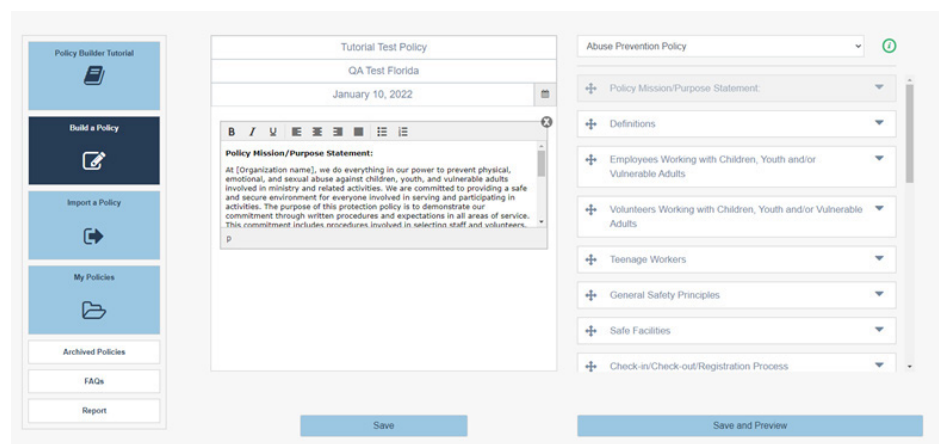 Policy Builder Tutorial
Build a Policy
Import a Policy
My Policies
Archived Policies
FAQs
Report
Tutorial Test Policy
QA Test Florida
January 10, 2022
B I U
Policy Mission/Purpose Statement:
At [Organization name], we do everything in our power to prevent physical,
emotional, and sexual abuse against children, youth, and vulnerable adults
involved in ministry and related activities. We are committed to providing a safe
and secure environment for everyone involved in serving and participating in
activities. The purpose of this protection policy is to demonstrate our
commitment through written procedures and expectations in all areas of service.
This commitment includes procedures involved in selecting staff and volunteers,
p
Save
Abuse Prevention Policy
i
Policy Mission/Purpose Statement:
Definitions
Employees Working with Children, Youth and/or
Vulnerable Adults
Volunteers Working with Children, Youth and/or Vulnerable
Adults
Teenage Workers
General Safety Principles
Safe Facilities
Check-in/Check-out/Registration Process
Save and Preview